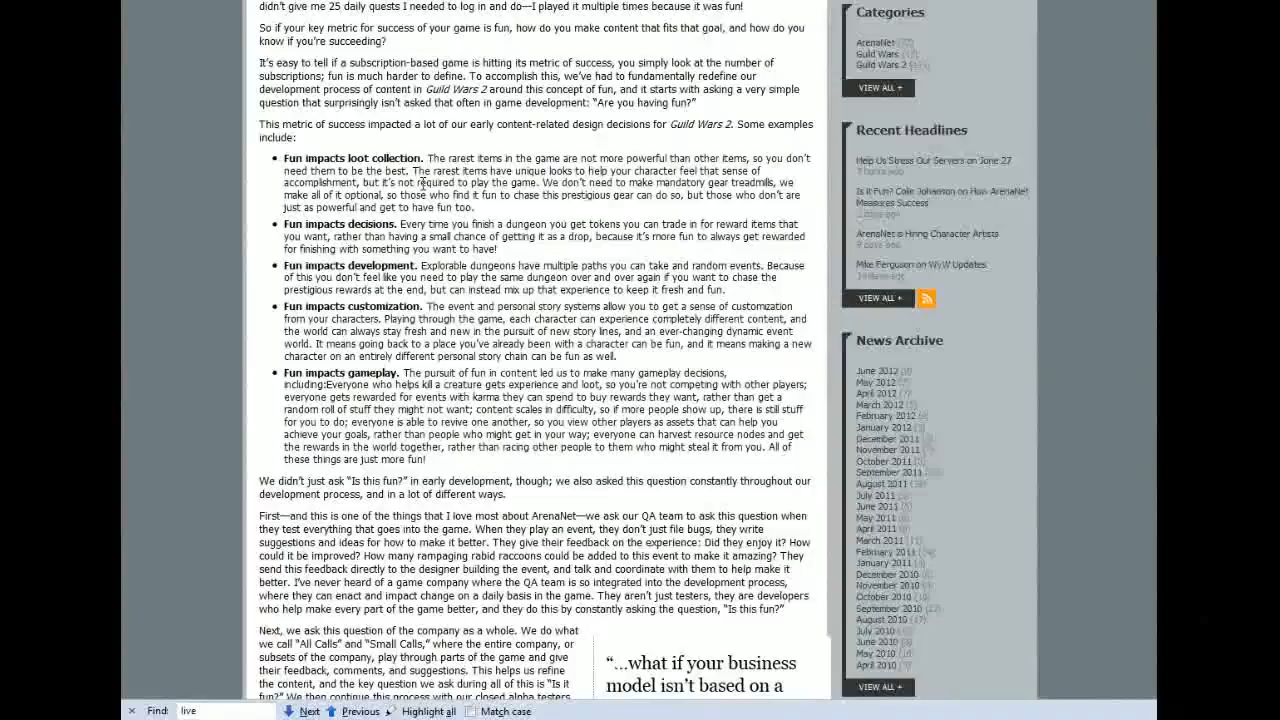 didn't give me 25 daily quests I needed to log in and do—I played it multiple times because it was fun!
So if your key metric for success of your game is fun, how do you make content that fits that goal, and how do you
know if you're succeeding?
It's easy to tell if a subscription-based game is hitting its metric of success, you simply look at the number of
subscriptions; fun is much harder to define. To accomplish this, we've had to fundamentally redefine our
development process of content in Guild Wars 2 around this concept of fun, and it starts with asking a very simple
question that surprisingly isn't asked that often in game development: "Are you having fun?"
This metric of success impacted a lot of our early content-related design decisions for Guild Wars 2. Some examples
include:
• Fun impacts loot collection. The rarest items in the game are not more powerful than other items, so you don't
need them to be the best. The rarest items have unique looks to help your character feel that sense of
accomplishment, but it's not required to play the game. We don't need to make mandatory gear treadmills, we
make all of it optional, so those who find it fun to chase this prestigious gear can do so, but those who don't are
just as powerful and get to have fun too.
• Fun impacts decisions. Every time you finish a dungeon you get tokens you can trade in for reward items that
you want, rather than having a small chance of getting it as a drop, because it's more fun to always get rewarded
for finishing with something you want to have!
• Fun impacts development. Explorable dungeons have multiple paths you can take and random events. Because
of this you don't feel like you need to play the same dungeon over and over again if you want to chase the
prestigious rewards at the end, but can instead mix up that experience to keep it fresh and fun.
• Fun impacts customization. The event and personal story systems allow you to get a sense of customization
from your characters. Playing through the game, each character can experience completely different content, and
the world can always stay fresh and new in the pursuit of new story lines, and an ever-changing dynamic event
world. It means going back to a place you've already been with a character can be fun, and it means making a new
character on an entirely different personal story chain can be fun as well.
• Fun impacts gameplay. The pursuit of fun in content led us to make many gameplay decisions,
including:Everyone who helps kill a creature gets experience and loot, so you're not competing with other players;
everyone gets rewarded for events with karma they can spend to buy rewards they want, rather than get a
random roll of stuff they might not want; content scales in difficulty, so if more people show up, there is still stuff
for you to do; everyone is able to revive one another, so you view other players as assets that can help you
achieve your goals, rather than people who might get in your way; everyone can harvest resource nodes and get
the rewards in the world together, rather than racing other people to them who might steal it from you. All of
these things are just more fun!
We didn't just ask "Is this fun?" in early development, though; we also asked this question constantly throughout our
development process, and in a lot of different ways.
First—and this is one of the things that I love most about ArenaNet—we ask our QA team to ask this question when
they test everything that goes into the game. When they play an event, they don't just file bugs, they write
suggestions and ideas for how to make it better. They give their feedback on the experience: Did they enjoy it? How
could it be improved? How many rampaging rabid raccoons could be added to this event to make it amazing? They
send this feedback directly to the designer building the event, and talk and coordinate with them to help make it
better. I've never heard of a game company where the QA team is so integrated into the development process,
where they can enact and impact change on a daily basis in the game. They aren't just testers, they are developers
who help make every part of the game better, and they do this by constantly asking the question, "Is this fun?"
Next, we ask this question of the company as a whole. We do what
we call "All Calls" and "Small Calls," where the entire company, or
subsets of the company, play through parts of the game and give
their feedback, comments, and suggestions. This helps us refine
the content, and the key question we ask during all of this is "Is it
fun?" We then continue this process with our closed alpha testers
"…what if your business
model isn't based on a
Categories
ArenaNet
Guild Wars
Guild Wars 2
VIEW ALL +
Recent Headlines
Help Us Stress Our Servers on June 27
Is it Fun? Colin Johanson on How ArenaNet
Measures Success
ArenaNet is Hiring Character Artists
Mike Ferguson on WvW Updates
VIEW ALL +
News Archive
June 2012
May 2012
April 2012
March 2012
February 2012
January 2012
December 2011
November 2011
October 2011
September 2011
August 2011
July 2011
June 2011
May 2011
April 2011
March 2011
February 2011
January 2011
December 2010
November 2010
October 2010
September 2010
August 2010
July 2010
June 2010
May 2010
April 2010
VIEW ALL +
× Find: live Next Previous Highlight all Match case